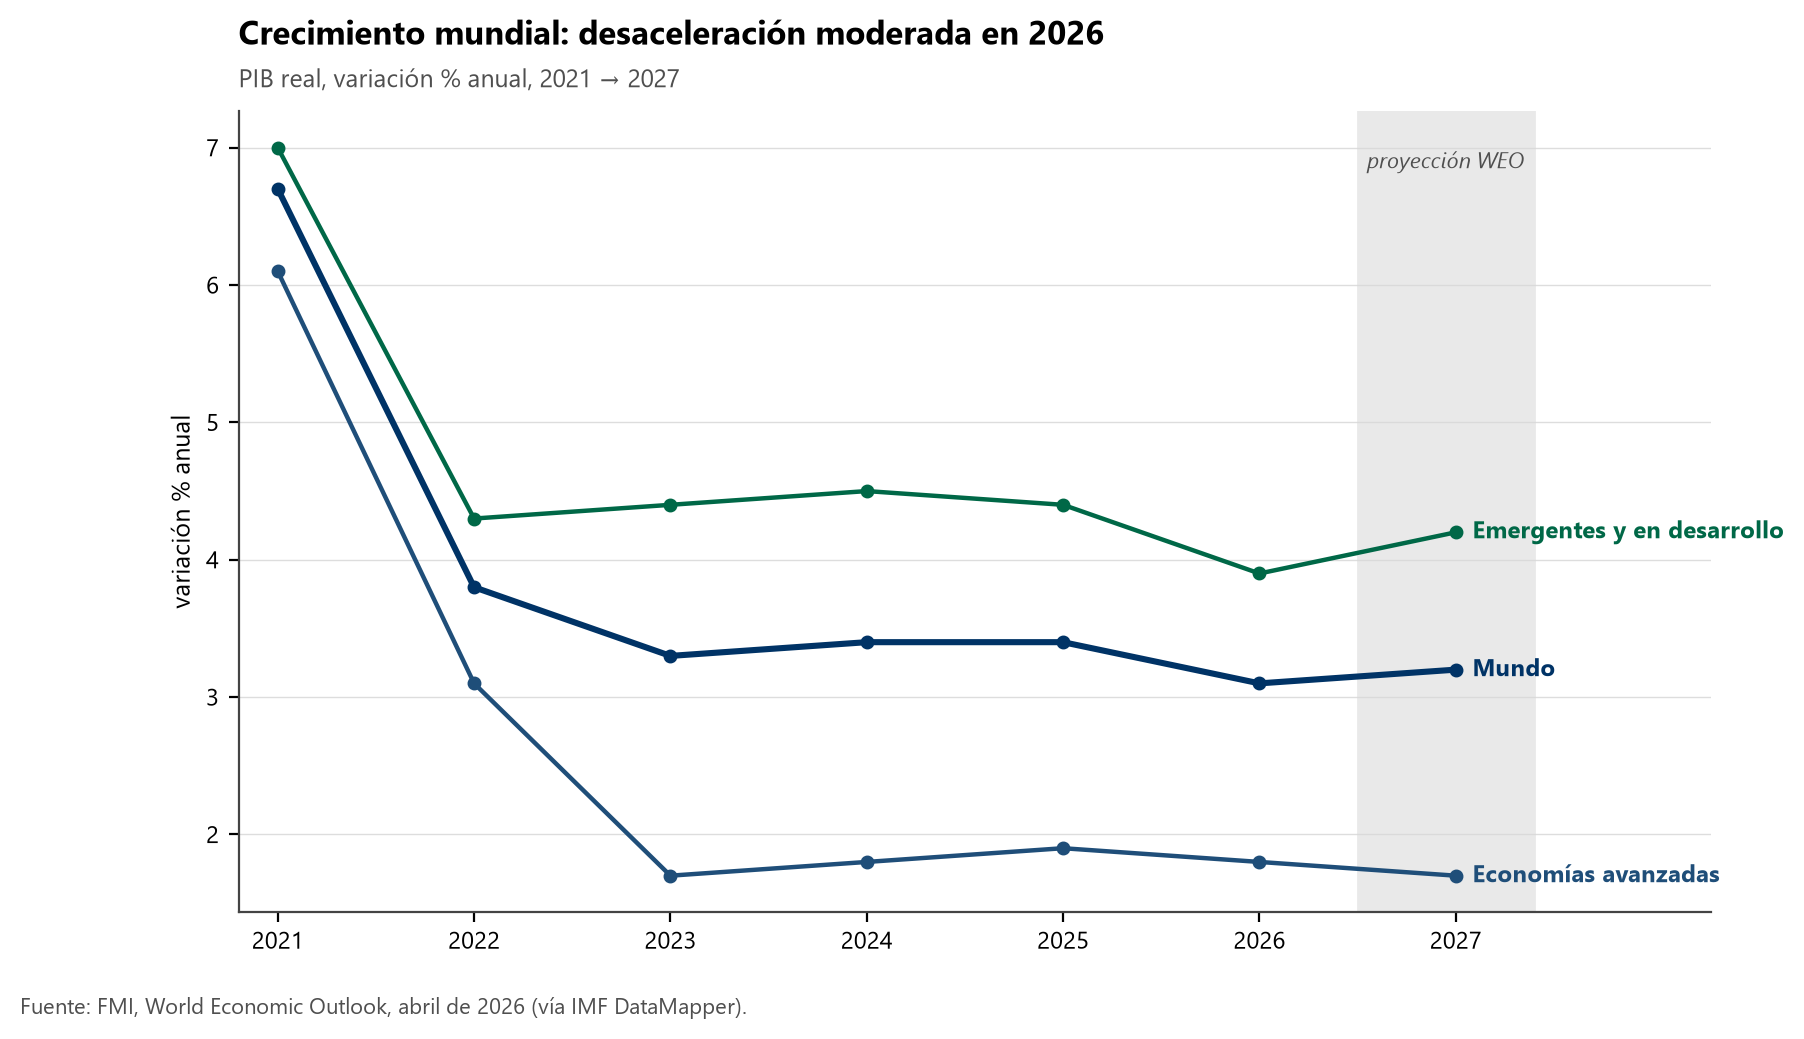 Crecimiento mundial: desaceleración moderada en 2026
PIB real, variación % anual, 2021 → 2027
variación % anual
7
6
5
4
3
2
proyección WEO
Emergentes y en desarrollo
Mundo
Economías avanzadas
2021 2022 2023 2024 2025 2026 2027
Fuente: FMI, World Economic Outlook, abril de 2026 (vía IMF DataMapper).